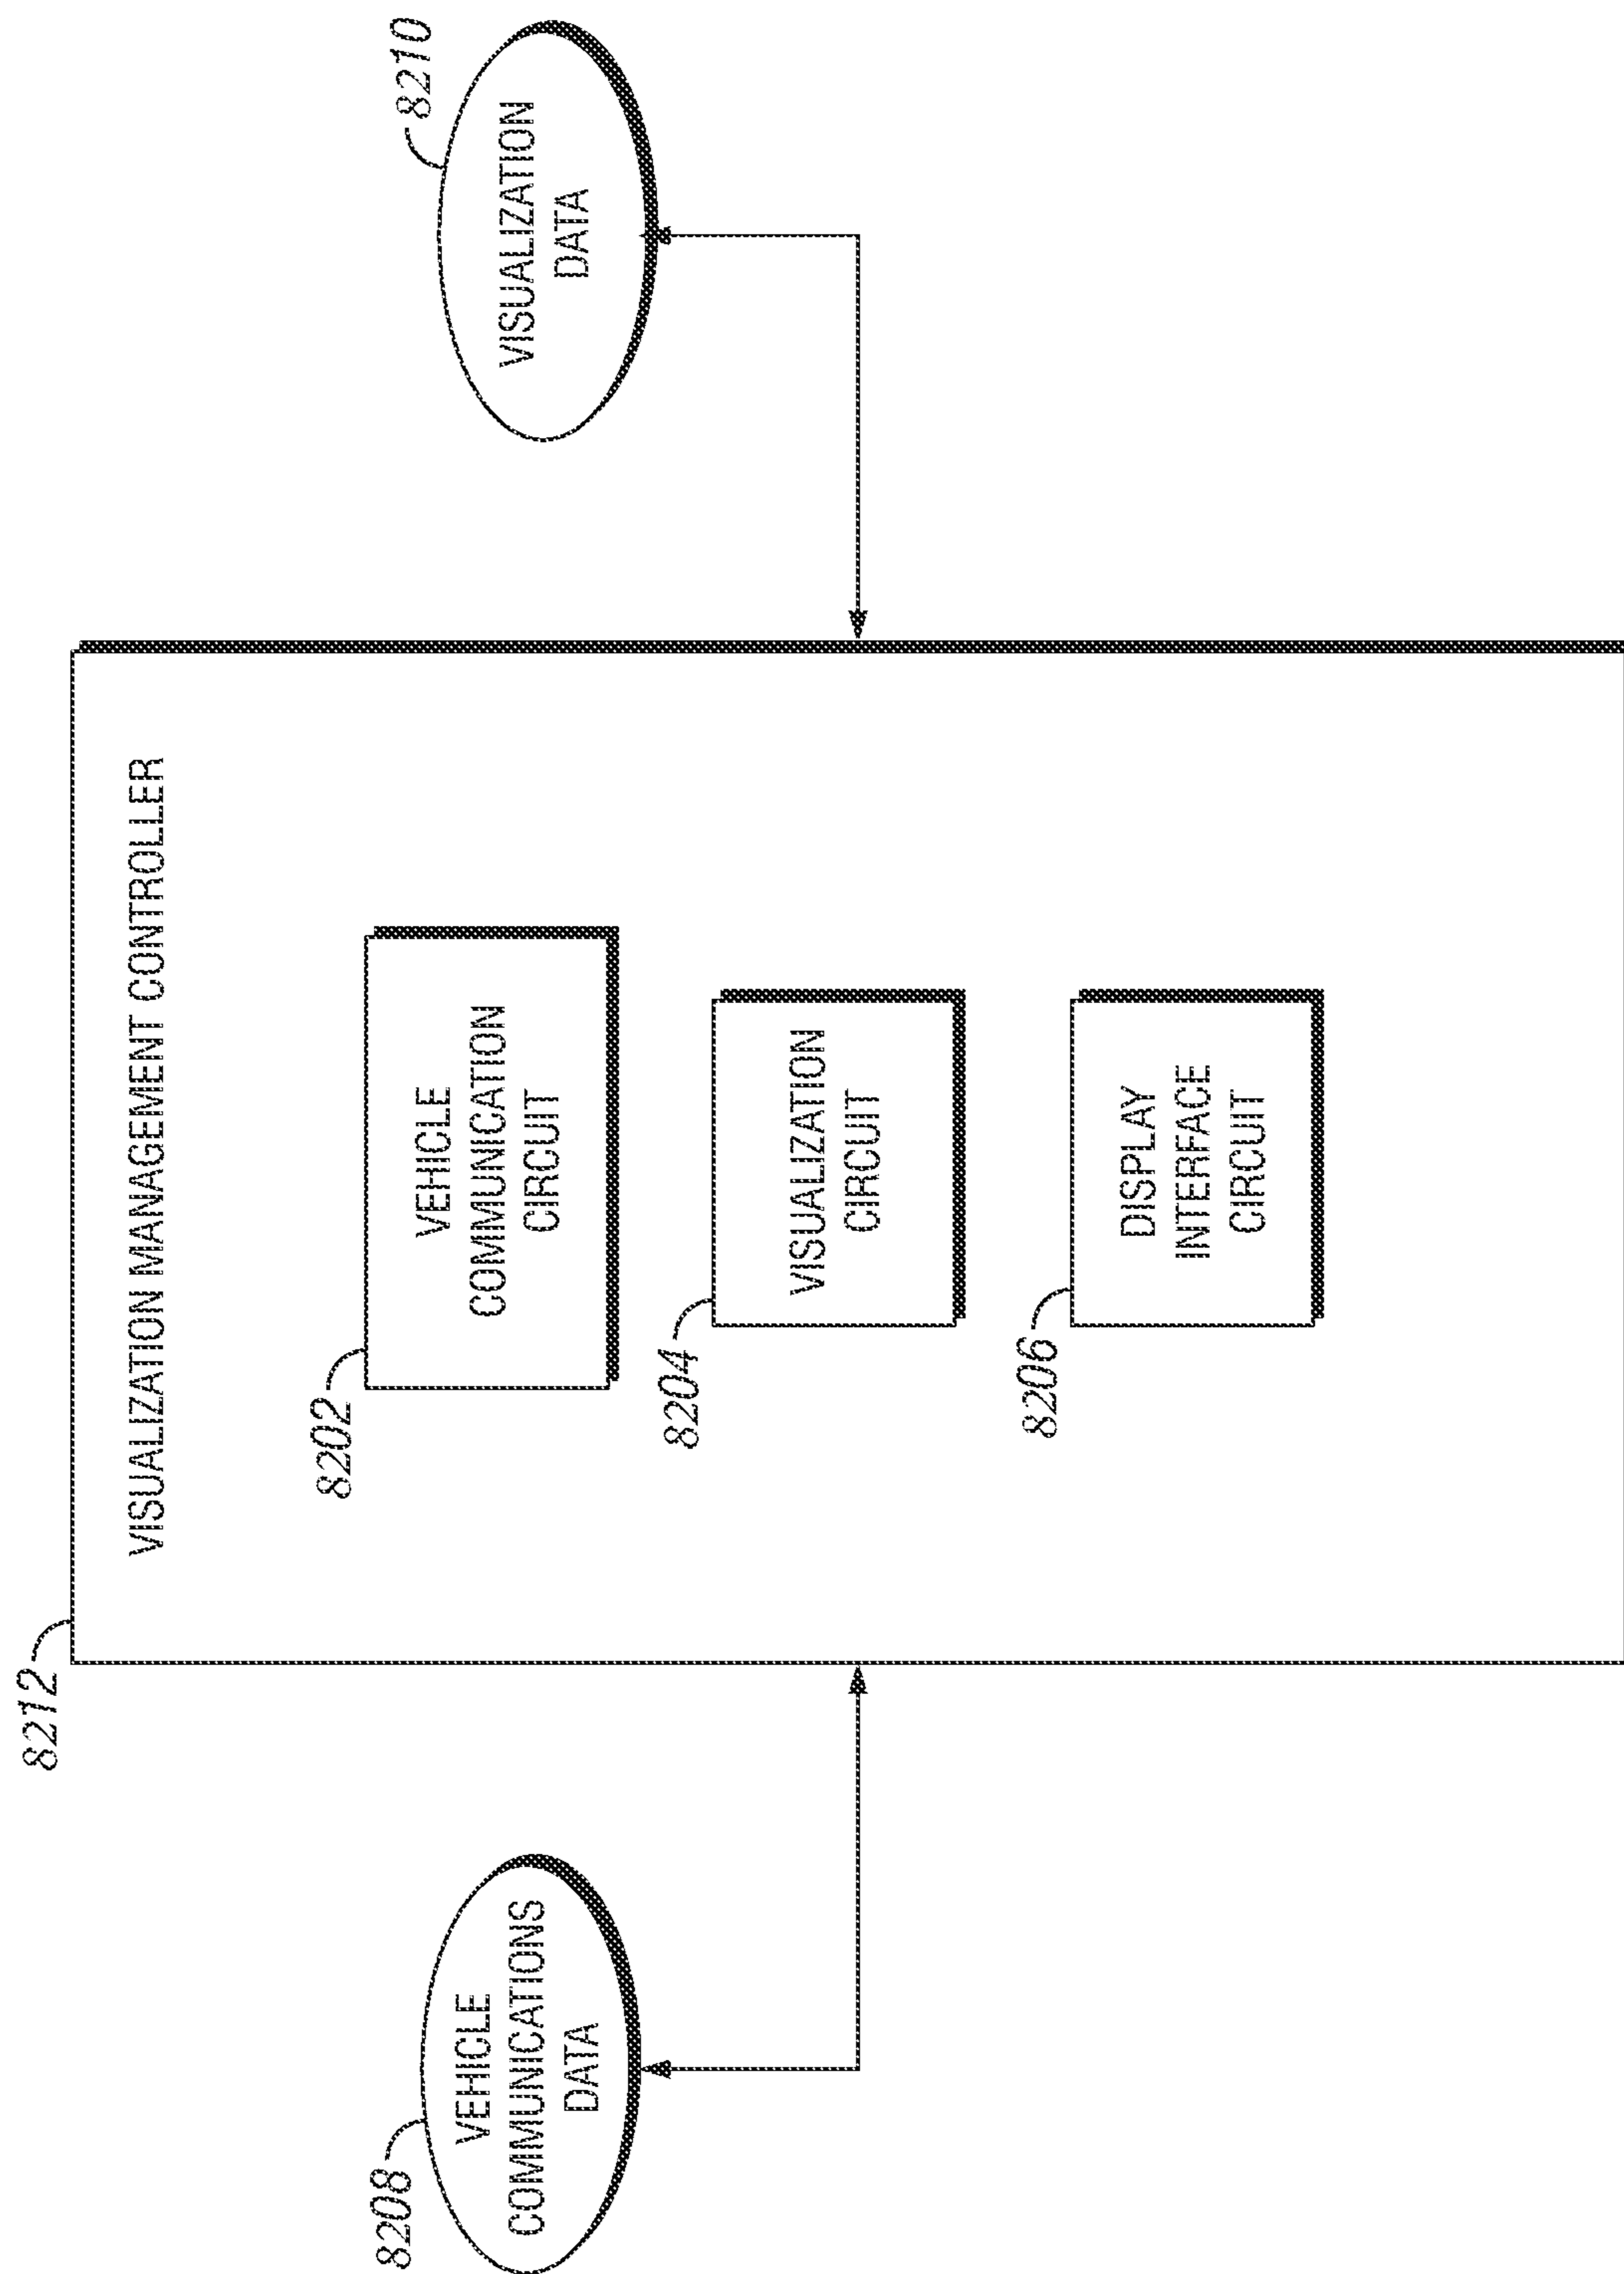 8212
VISUALIZATION MANAGEMENT CONTROLLER
8208
VEHICLE
COMMUNICATIONS
DATA
8202
VEHICLE
COMMUNICATION
CIRCUIT
8204
VISUALIZATION
CIRCUIT
8206
DISPLAY
INTERFACE
CIRCUIT
8210
VISUALIZATION
DATA